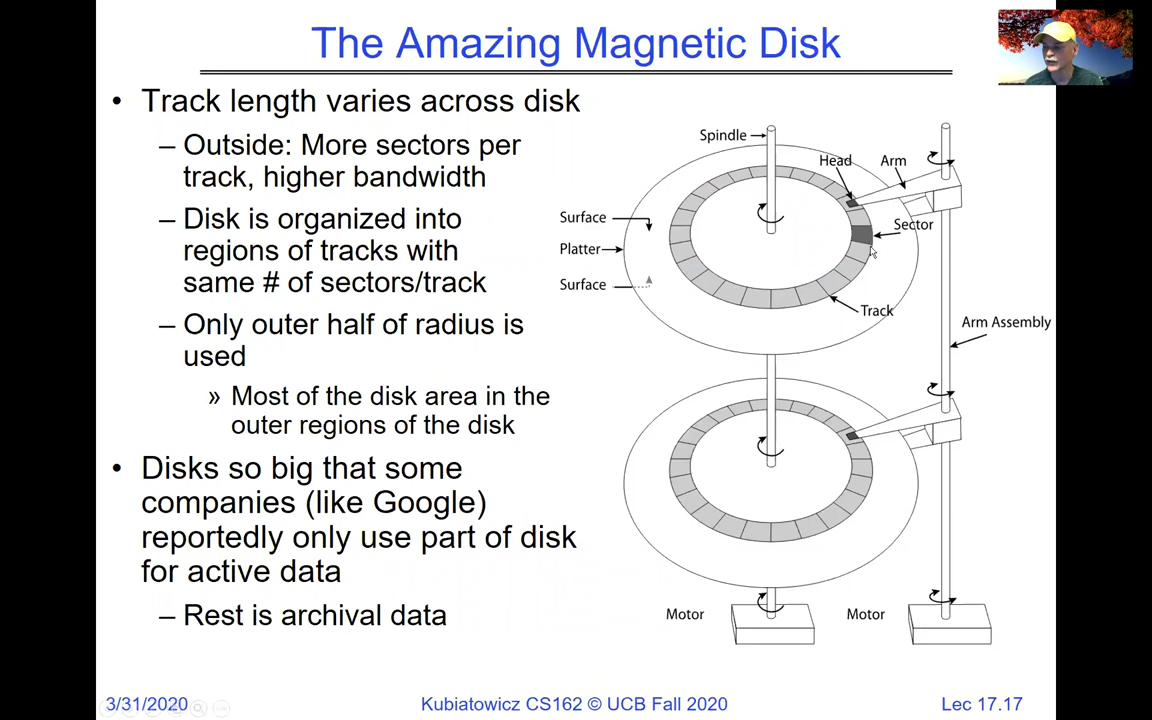 The Amazing Magnetic Disk
• Track length varies across disk
– Outside: More sectors per
track, higher bandwidth
– Disk is organized into
regions of tracks with
same # of sectors/track
– Only outer half of radius is
used
» Most of the disk area in the
outer regions of the disk
• Disks so big that some
companies (like Google)
reportedly only use part of disk
for active data
– Rest is archival data
Spindle
Head
Arm
Surface
Sector
Platter
Surface
Track
Arm Assembly
Motor
Motor
3/31/2020
Kubiatowicz CS162 © UCB Fall 2020
Lec 17.17